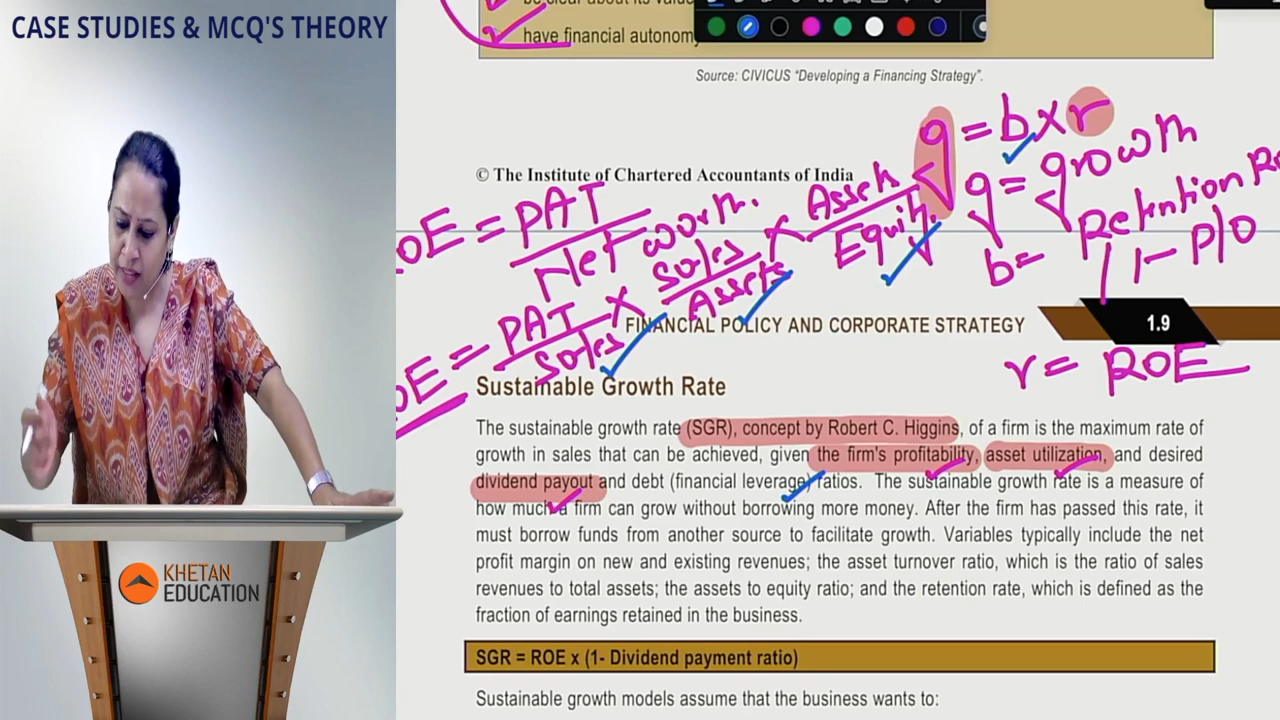 CASE STUDIES & MCQ'S THEORY
be clear about its valu
have financial autonomy
Source: CIVICUS "Developing a Financing Strategy".
g = b x r
© The Institute of Chartered Accountants of India
g = growth
b = Retention Ra
1 - P/O
ROE = PAT
Net worth.
ROE = PAT x Sales x Assets
Sales Assets Equity.
FINANCIAL POLICY AND CORPORATE STRATEGY
1.9
r = ROE
Sustainable Growth Rate
The sustainable growth rate (SGR), concept by Robert C. Higgins, of a firm is the maximum rate of
growth in sales that can be achieved, given the firm's profitability, asset utilization, and desired
dividend payout and debt (financial leverage) ratios. The sustainable growth rate is a measure of
how much a firm can grow without borrowing more money. After the firm has passed this rate, it
must borrow funds from another source to facilitate growth. Variables typically include the net
profit margin on new and existing revenues; the asset turnover ratio, which is the ratio of sales
revenues to total assets; the assets to equity ratio; and the retention rate, which is defined as the
fraction of earnings retained in the business.
SGR = ROE x (1- Dividend payment ratio)
Sustainable growth models assume that the business wants to:
KHETAN
EDUCATION